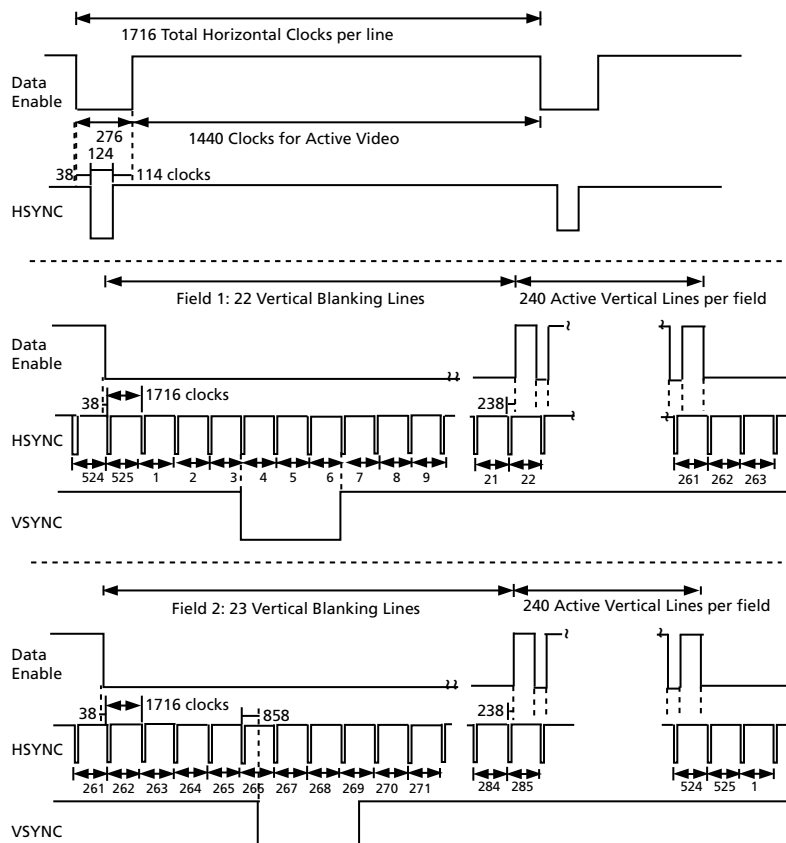 1716 Total Horizontal Clocks per line
Data
Enable
276
1440 Clocks for Active Video
124
38
114 clocks
HSYNC
Field 1: 22 Vertical Blanking Lines
240 Active Vertical Lines per field
Data
Enable
1716 clocks
38
238
HSYNC
524 525 1 2 3 4 5 6 7 8 9 21 22 261 262 263
VSYNC
Field 2: 23 Vertical Blanking Lines
240 Active Vertical Lines per field
Data
Enable
1716 clocks
38
858
238
HSYNC
261 262 263 264 265 266 267 268 269 270 271 284 285 524 525 1
VSYNC